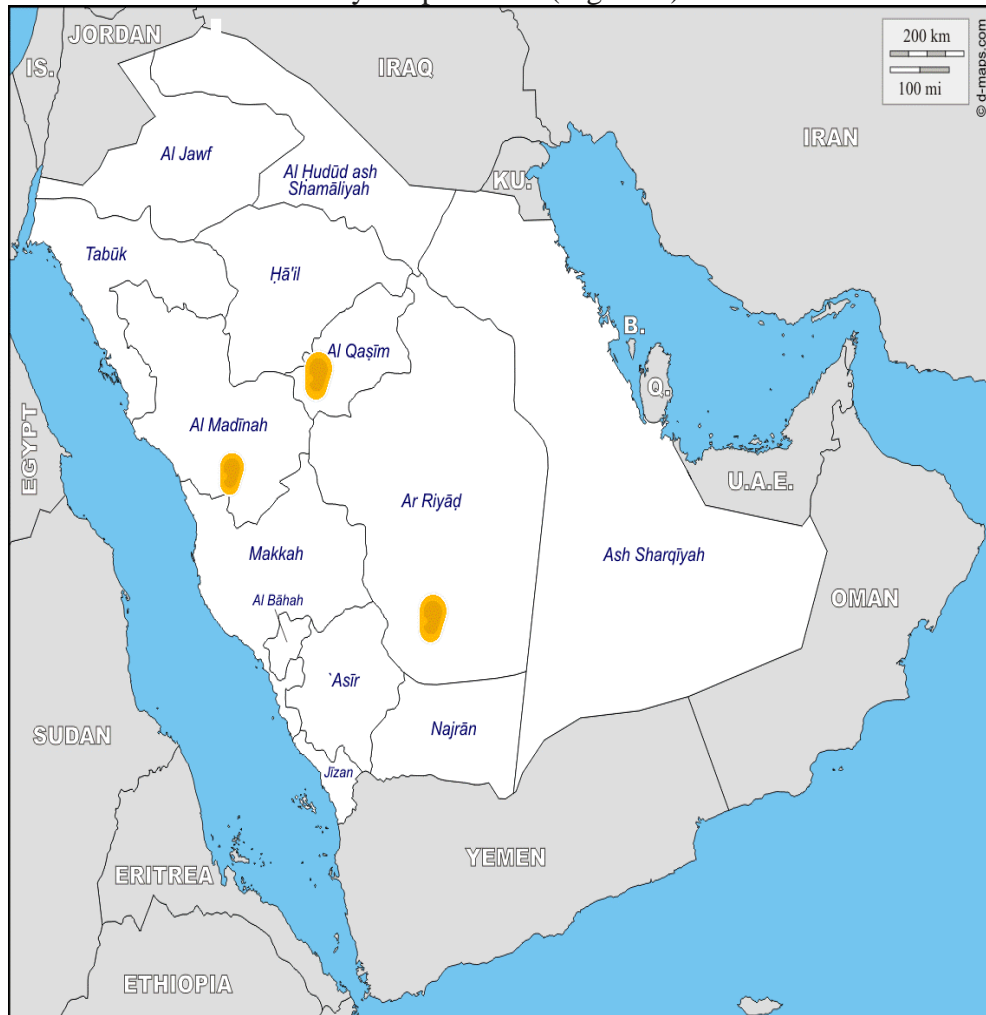 JORDAN
IS.
IRAQ
200 km
100 mi
© d-maps.com
IRAN
Al Jawf
Al Ḥudūd ash
Shamāliyah
KU.
Tabūk
Ḥā'il
B.
Al Qaṣīm
Q.
Al Madīnah
EGYPT
U.A.E.
Ar Riyāḍ
Makkah
Ash Sharqīyah
Al Bāhah
OMAN
`Asīr
SUDAN
Najrān
Jīzan
YEMEN
ERITREA
ETHIOPIA